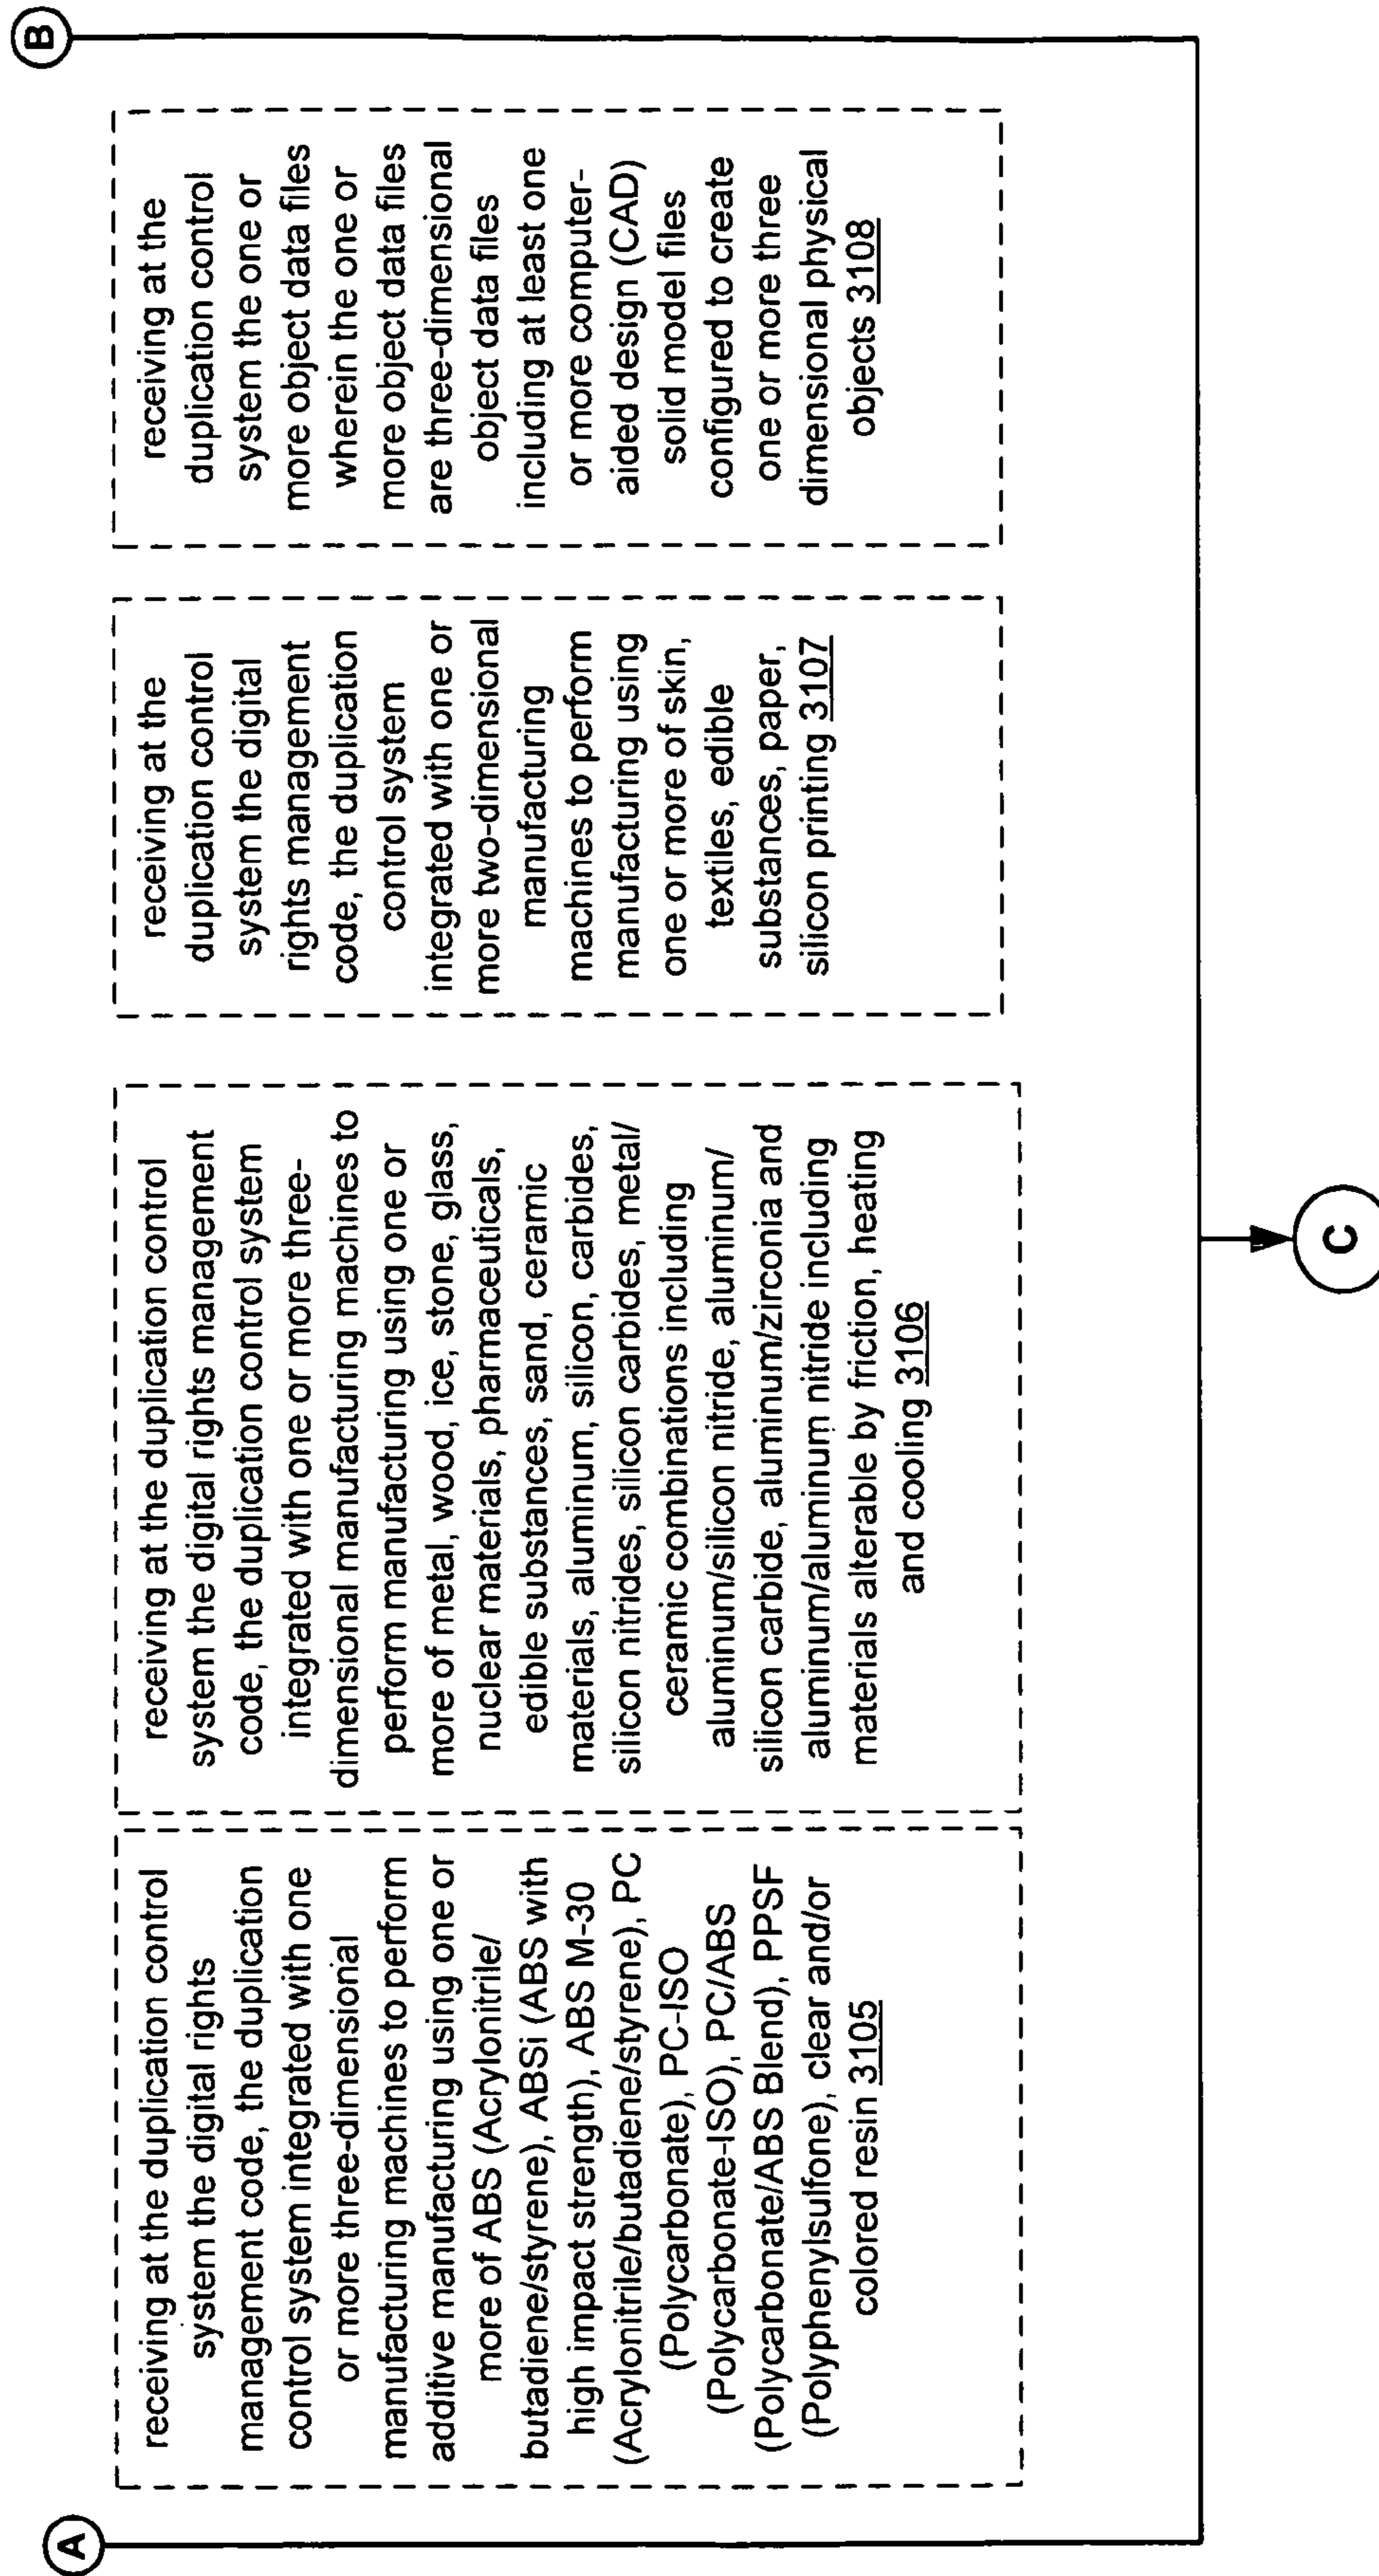 A
receiving at the duplication control
system the digital rights
management code, the duplication
control system integrated with one
or more three-dimensional
manufacturing machines to perform
additive manufacturing using one or
more of ABS (Acrylonitrile/
butadiene/styrene), ABSi (ABS with
high impact strength), ABS M-30
(Acrylonitrile/butadiene/styrene), PC
(Polycarbonate), PC-ISO
(Polycarbonate-ISO), PC/ABS
(Polycarbonate/ABS Blend), PPSF
(Polyphenylsulfone), clear and/or
colored resin 3105
receiving at the duplication control
system the digital rights management
code, the duplication control system
integrated with one or more three-
dimensional manufacturing machines to
perform manufacturing using one or
more of metal, wood, ice, stone, glass,
nuclear materials, pharmaceuticals,
edible substances, sand, ceramic
materials, aluminum, silicon, carbides,
silicon nitrides, silicon carbides, metal/
ceramic combinations including
aluminum/silicon nitride, aluminum/
silicon carbide, aluminum/zirconia and
aluminum/aluminum nitride including
materials alterable by friction, heating
and cooling 3106
receiving at the
duplication control
system the digital
rights management
code, the duplication
control system
integrated with one or
more two-dimensional
manufacturing
machines to perform
manufacturing using
one or more of skin,
textiles, edible
substances, paper,
silicon printing 3107
receiving at the
duplication control
system the one or
more object data files
wherein the one or
more object data files
are three-dimensional
object data files
including at least one
or more computer-
aided design (CAD)
solid model files
configured to create
one or more three
dimensional physical
objects 3108
B
C